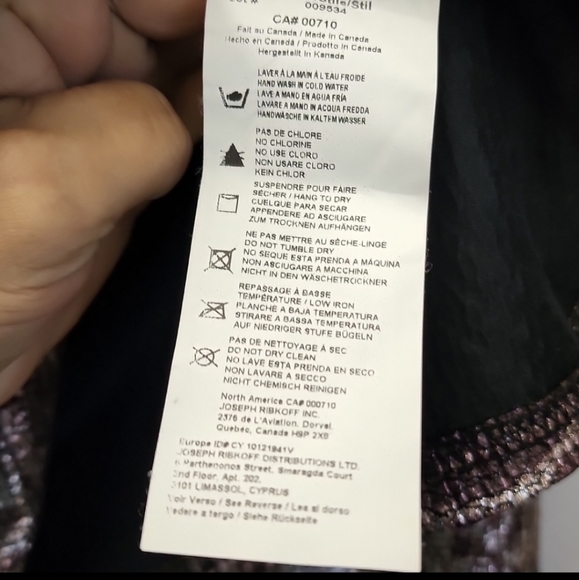 009534
CA# 00710
Fait au Canada / Made in Canada
Hecho en Canadá / Prodotto in Canada
Hergestellt in Kanada
LAVER À LA MAIN À L'EAU FROIDE
HAND WASH IN COLD WATER
LAVE A MANO EN AGUA FRÍA
LAVARE A MANO IN ACQUA FREDDA
HANDWÄSCHE IN KALTEM WASSER
PAS DE CHLORE
NO CHLORINE
NO USE CLORO
NON USARE CLORO
KEIN CHLOR
SUSPENDRE POUR FAIRE
SÉCHER / HANG TO DRY
CUELGUE PARA SECAR
APPENDERE AD ASCIUGARE
ZUM TROCKNEN AUFHÄNGEN
NE PAS METTRE AU SÈCHE-LINGE
DO NOT TUMBLE DRY
NO SEQUE ESTA PRENDA A MÁQUINA
NON ASCIUGARE A MACCHINA
NICHT IN DEN WÄSCHETROCKNER
REPASSAGE À BASSE
TEMPÉRATURE / LOW IRON
PLANCHE A BAJA TEMPERATURA
STIRARE A BASSA TEMPERATURA
AUF NIEDRIGER STUFE BÜGELN
PAS DE NETTOYAGE À SEC
DO NOT DRY CLEAN
NO LAVE ESTA PRENDA EN SECO
NON LAVARE A SECCO
NICHT CHEMISCH REINIGEN
North America CA# 000710
JOSEPH RIBKOFF INC.
2375 de L'Aviation, Dorval,
Quebec, Canada H9P 2X6
Europe ID# CY 10121841V
JOSEPH RIBKOFF DISTRIBUTIONS LTD.
Parthenonos Street, Smaragda Court
2nd Floor, Apt. 202,
3101 LIMASSOL, CYPRUS
Voir Verso / See Reverse / Lea al dorso
Vedere a tergo / Siehe Rückseite